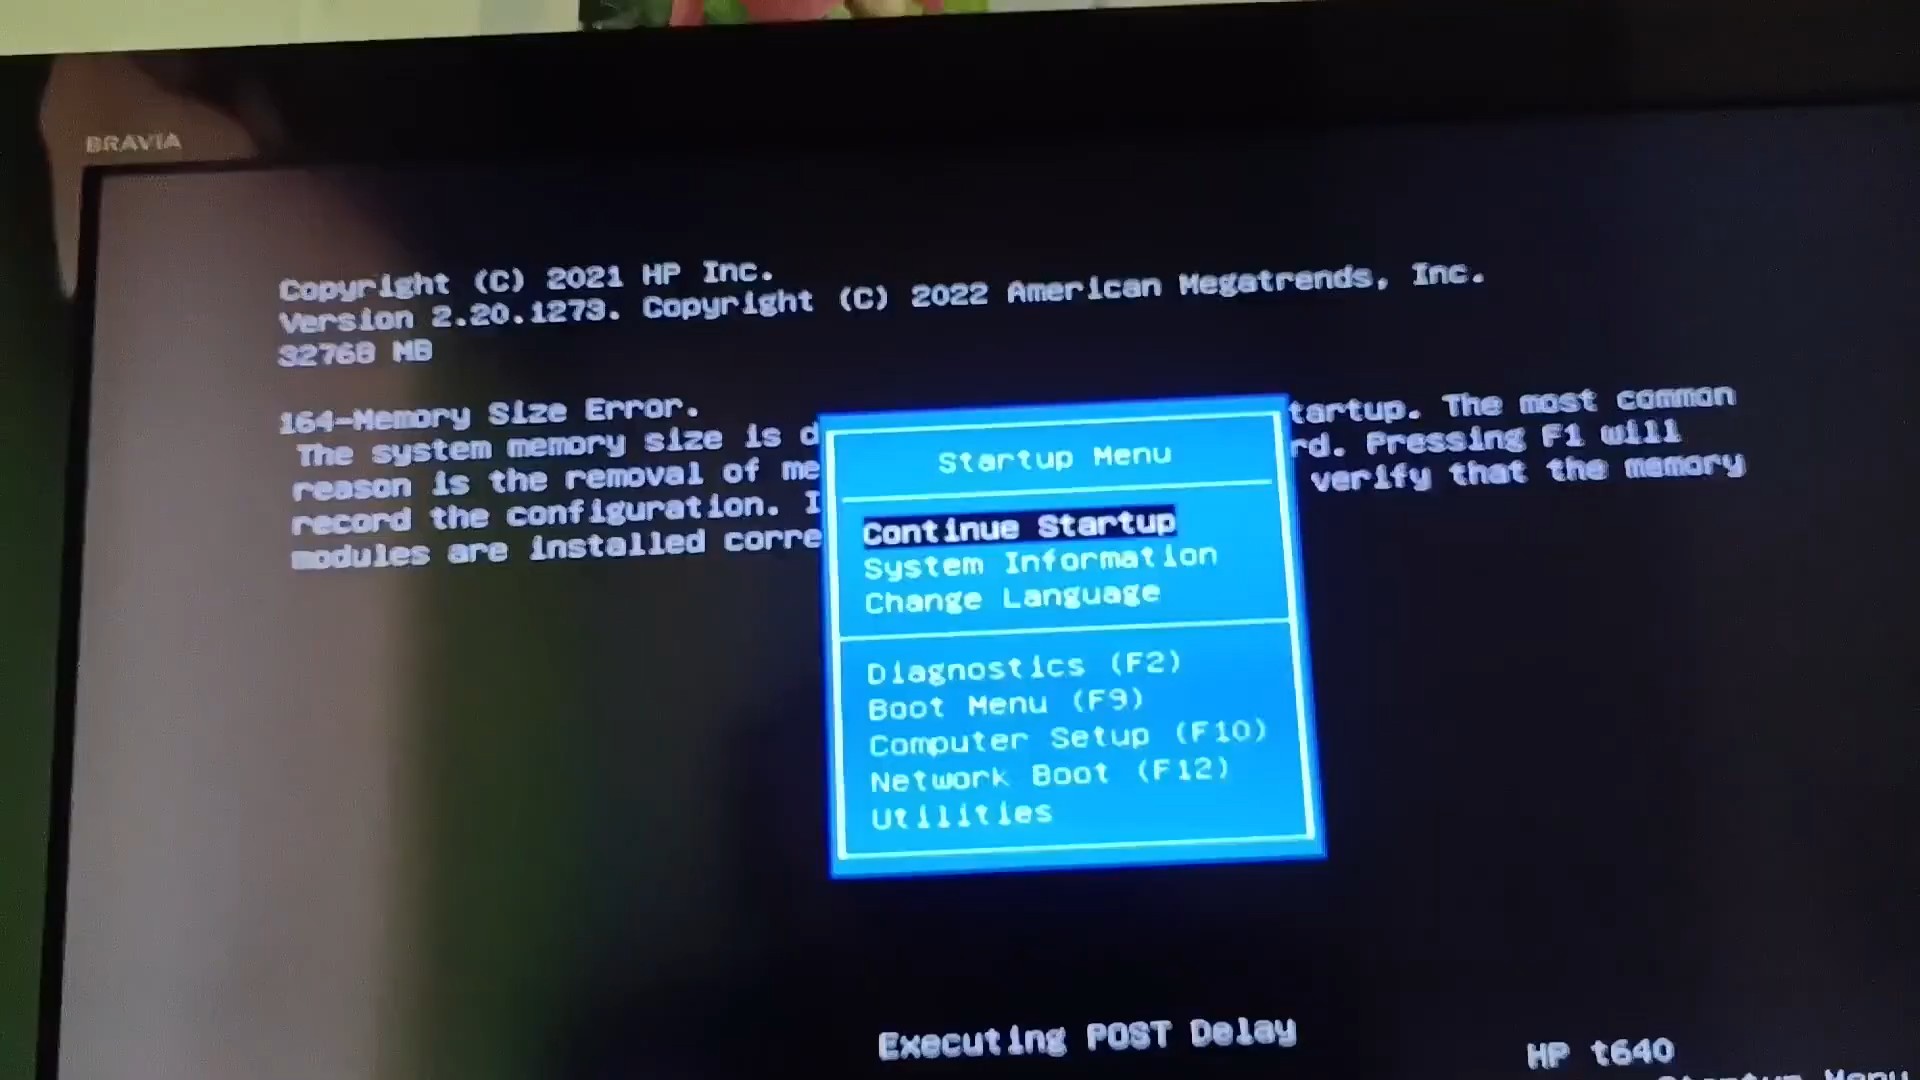 BRAVIA
Copyright (C) 2021 HP Inc.
Version 2.20.1273. Copyright (C) 2022 American Megatrends, Inc.
32768 MB
164-Memory Size Error.
The system memory size is d
tartup. The most common
reason is the removal of me
rd. Pressing F1 will
record the configuration. I
verify that the memory
modules are installed corre
Startup Menu
Continue Startup
System Information
Change Language
Diagnostics (F2)
Boot Menu (F9)
Computer Setup (F10)
Network Boot (F12)
Utilities
Executing POST Delay
HP t640
Startup Menu